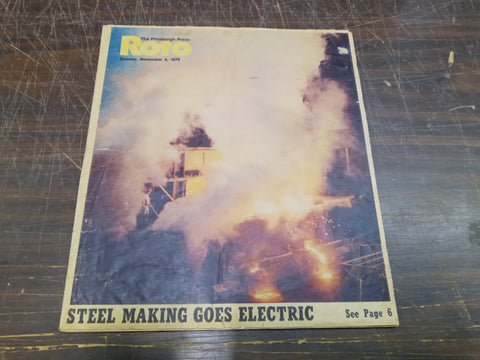 The Pittsburgh Press
Roto
Sunday, November 4, 1979
STEEL MAKING GOES ELECTRIC
See Page 6